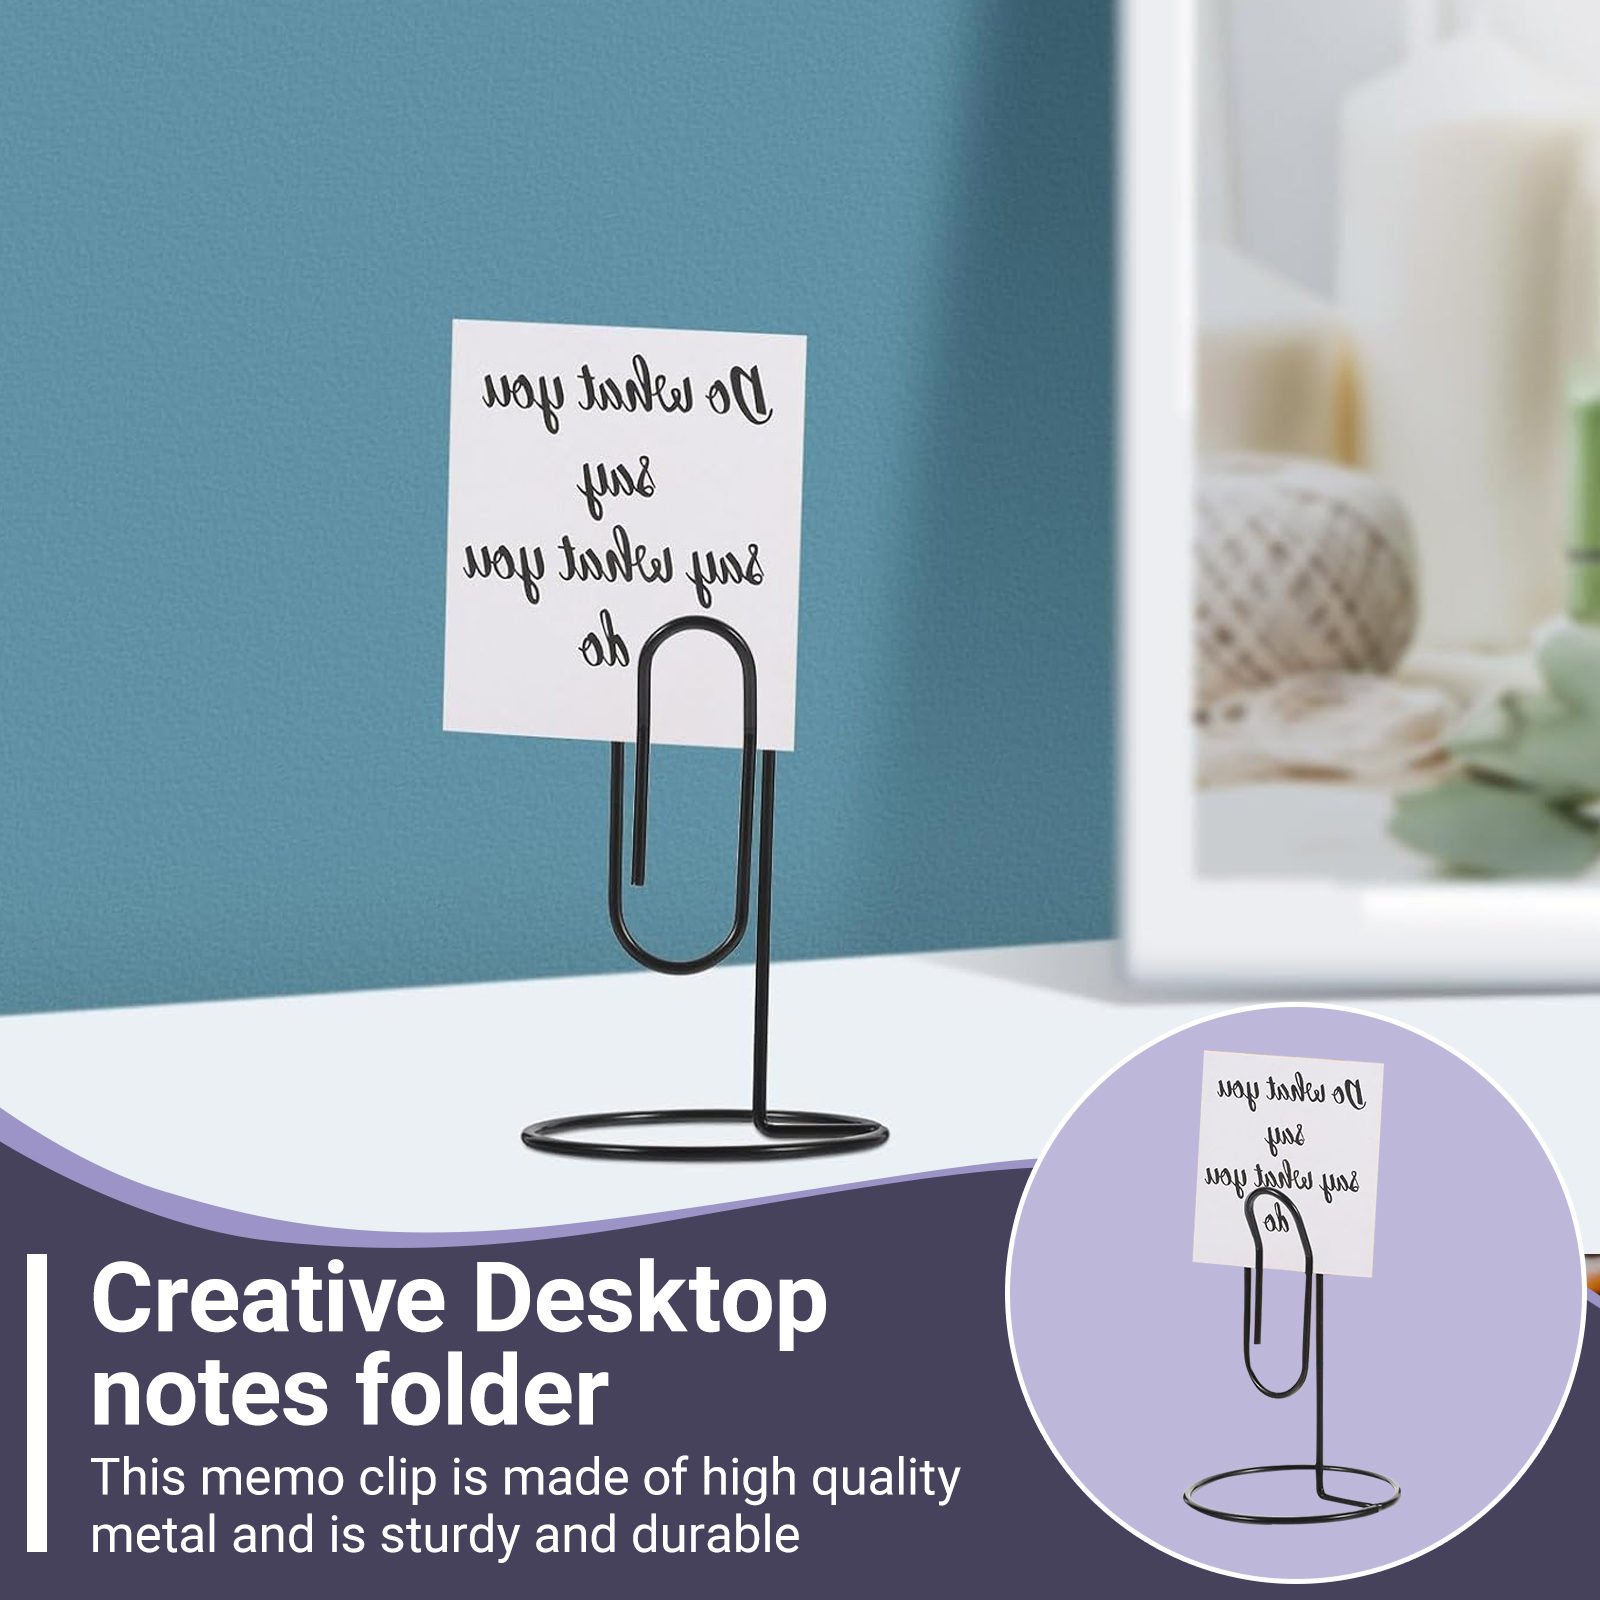 Do what you
say
say what you
do
Do what you
say
say what you
do
Creative Desktop
notes folder
This memo clip is made of high quality
metal and is sturdy and durable